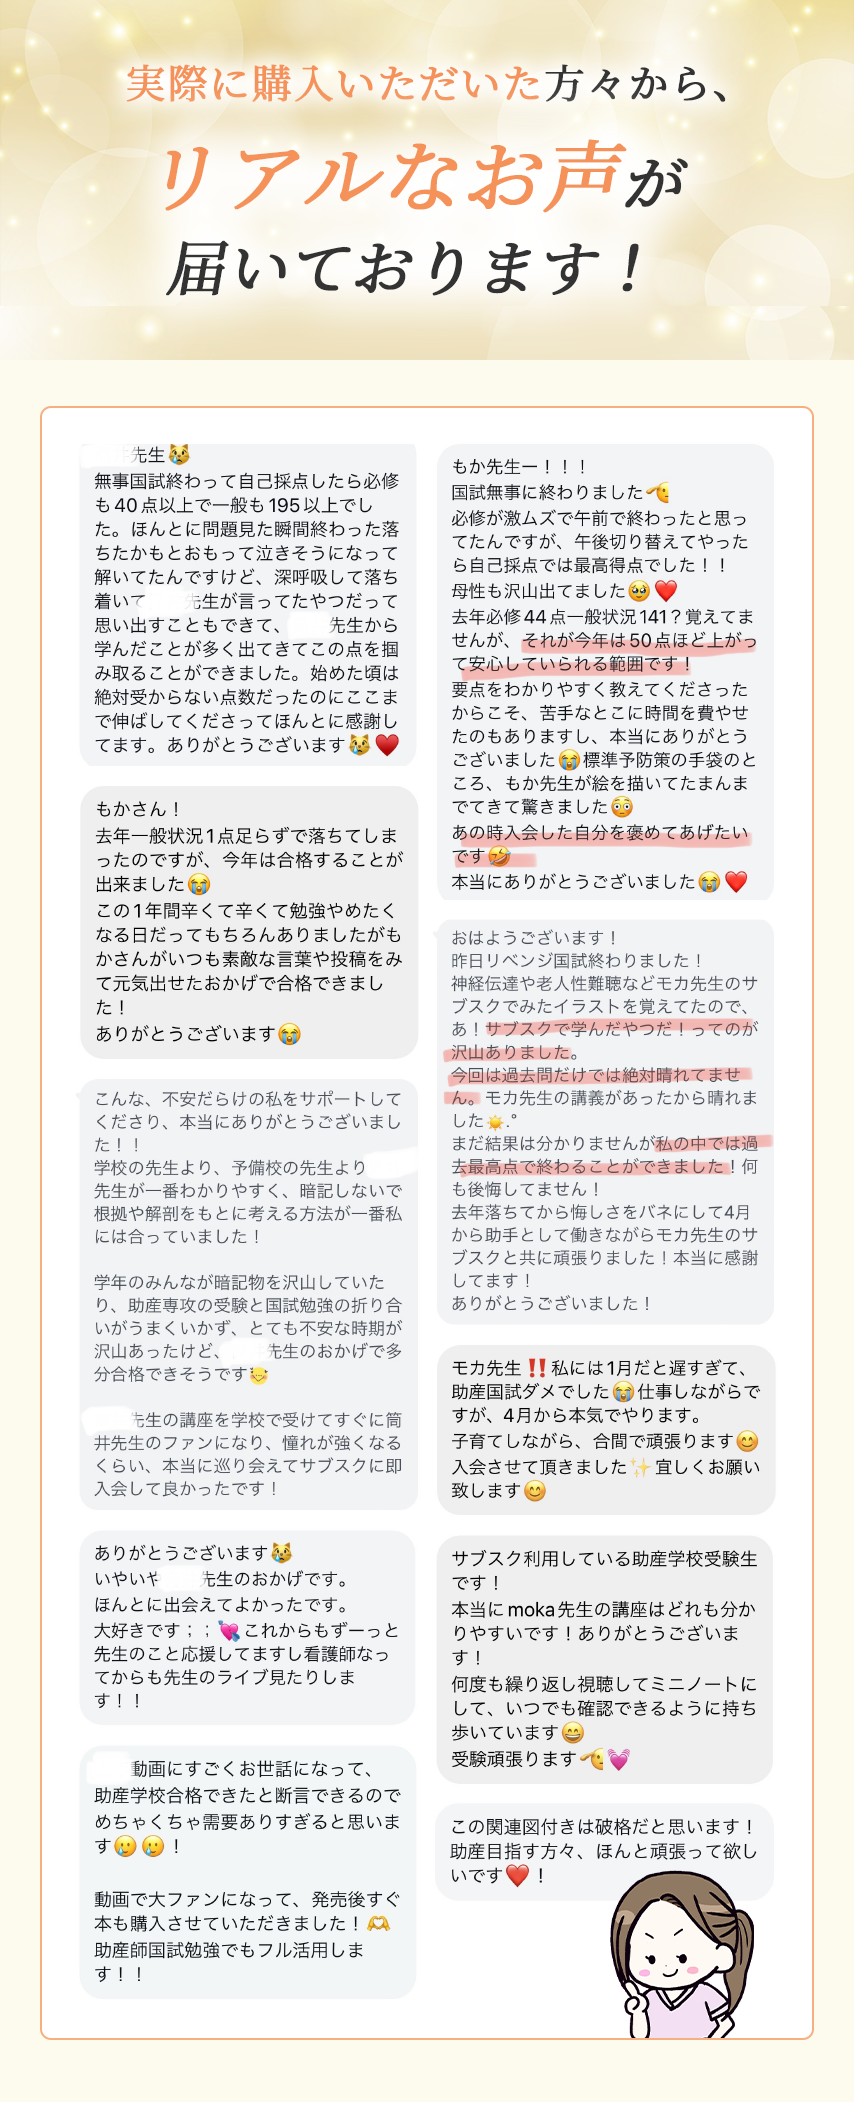 実際に購入いただいた方々から、
リアルなお声が
届いております！
先生😿
無事国試終わって自己採点したら必修
も40点以上で一般も195以上でし
た。ほんとに問題見た瞬間終わった落
ちたかもとおもって泣きそうになって
解いてたんですけど、深呼吸して落ち
着いて先生が言ってたやつだって
思い出すこともできて、先生から
学んだことが多く出てきてこの点を掴
み取ることができました。始めた頃は
絶対受からない点数だったのにここま
で伸ばしてくださってほんとに感謝し
てます。ありがとうございます😿♥️
もかさん！
去年一般状況1点足らずで落ちてしま
ったのですが、今年は合格することが
出来ました😭
この1年間辛くて辛くて勉強やめたく
なる日だってもちろんありましたがも
かさんがいつも素敵な言葉や投稿をみ
て元気出せたおかげで合格できまし
た！
ありがとうございます😭
こんな、不安だらけの私をサポートして
くださり、本当にありがとうございまし
た！！
学校の先生より、予備校の先生より
先生が一番わかりやすく、暗記しないで
根拠や解剖をもとに考える方法が一番私
には合っていました！
学年のみんなが暗記物を沢山していた
り、助産専攻の受験と国試勉強の折り合
いがうまくいかず、とても不安な時期が
沢山あったけど、先生のおかげで多
分合格できそうです
先生の講座を学校で受けてすぐに筒
井先生のファンになり、憧れが強くなる
くらい、本当に巡り会えてサブスクに即
入会して良かったです！
ありがとうございます😿
いやいや先生のおかげです。
ほんとに出会えてよかったです。
大好きです；；💘これからもずーっと
先生のこと応援してますし看護師なっ
てからも先生のライブ見たりしま
す！！
動画にすごくお世話になって、
助産学校合格できたと断言できるので
めちゃくちゃ需要ありすぎると思いま
す🥲🥲！
動画で大ファンになって、発売後すぐ
本も購入させていただきました！🫶
助産師国試勉強でもフル活用しま
す！！
もか先生ー！！！
国試無事に終わりました🫡
必修が激ムズで午前で終わったと思っ
てたんですが、午後切り替えてやった
ら自己採点では最高得点でした！！
母性も沢山出てました🥹❤️
去年必修44点一般状況141？覚えてま
せんが、それが今年は50点ほど上がっ
て安心していられる範囲です！
要点をわかりやすく教えてくださった
からこそ、苦手なとこに時間を費やせ
たのもありますし、本当にありがとう
ございました😭標準予防策の手袋のと
ころ、もか先生が絵を描いてたまんま
でてきて驚きました😳
あの時入会した自分を褒めてあげたい
です🤣
本当にありがとうございました😭❤️
おはようございます！
昨日リベンジ国試終わりました！
神経伝達や老人性難聴などモカ先生のサ
ブスクでみたイラストを覚えてたので、
あ！サブスクで学んだやつだ！ってのが
沢山ありました。
今回は過去問だけでは絶対晴れてませ
ん。モカ先生の講義があったから晴れま
した☀️.°
まだ結果は分かりませんが私の中では過
去最高点で終わることができました！何
も後悔してません！
去年落ちてから悔しさをバネにして4月
から助手として働きながらモカ先生のサ
ブスクと共に頑張りました！本当に感謝
してます！
ありがとうございました！
モカ先生‼️私には1月だと遅すぎて、
助産国試ダメでした😭仕事しながらで
すが、4月から本気でやります。
子育てしながら、合間で頑張ります😊
入会させて頂きました✨宜しくお願い
致します😊
サブスク利用している助産学校受験生
です！
本当にmoka先生の講座はどれも分か
りやすいです！ありがとうございま
す！
何度も繰り返し視聴してミニノートに
して、いつでも確認できるように持ち
歩いています😄
受験頑張ります🫡💓
この関連図付きは破格だと思います！
助産目指す方々、ほんと頑張って欲し
いです❤️！